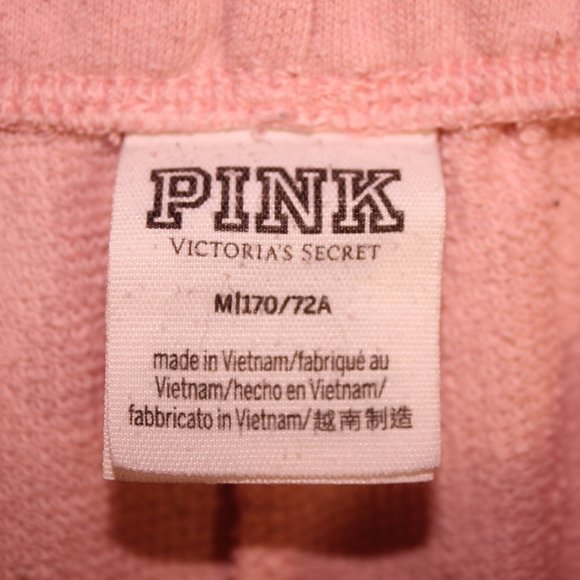 PINK
VICTORIA'S SECRET
M|170/72A
made in Vietnam/fabriqué au
Vietnam/hecho en Vietnam/
fabbricato in Vietnam/越南制造